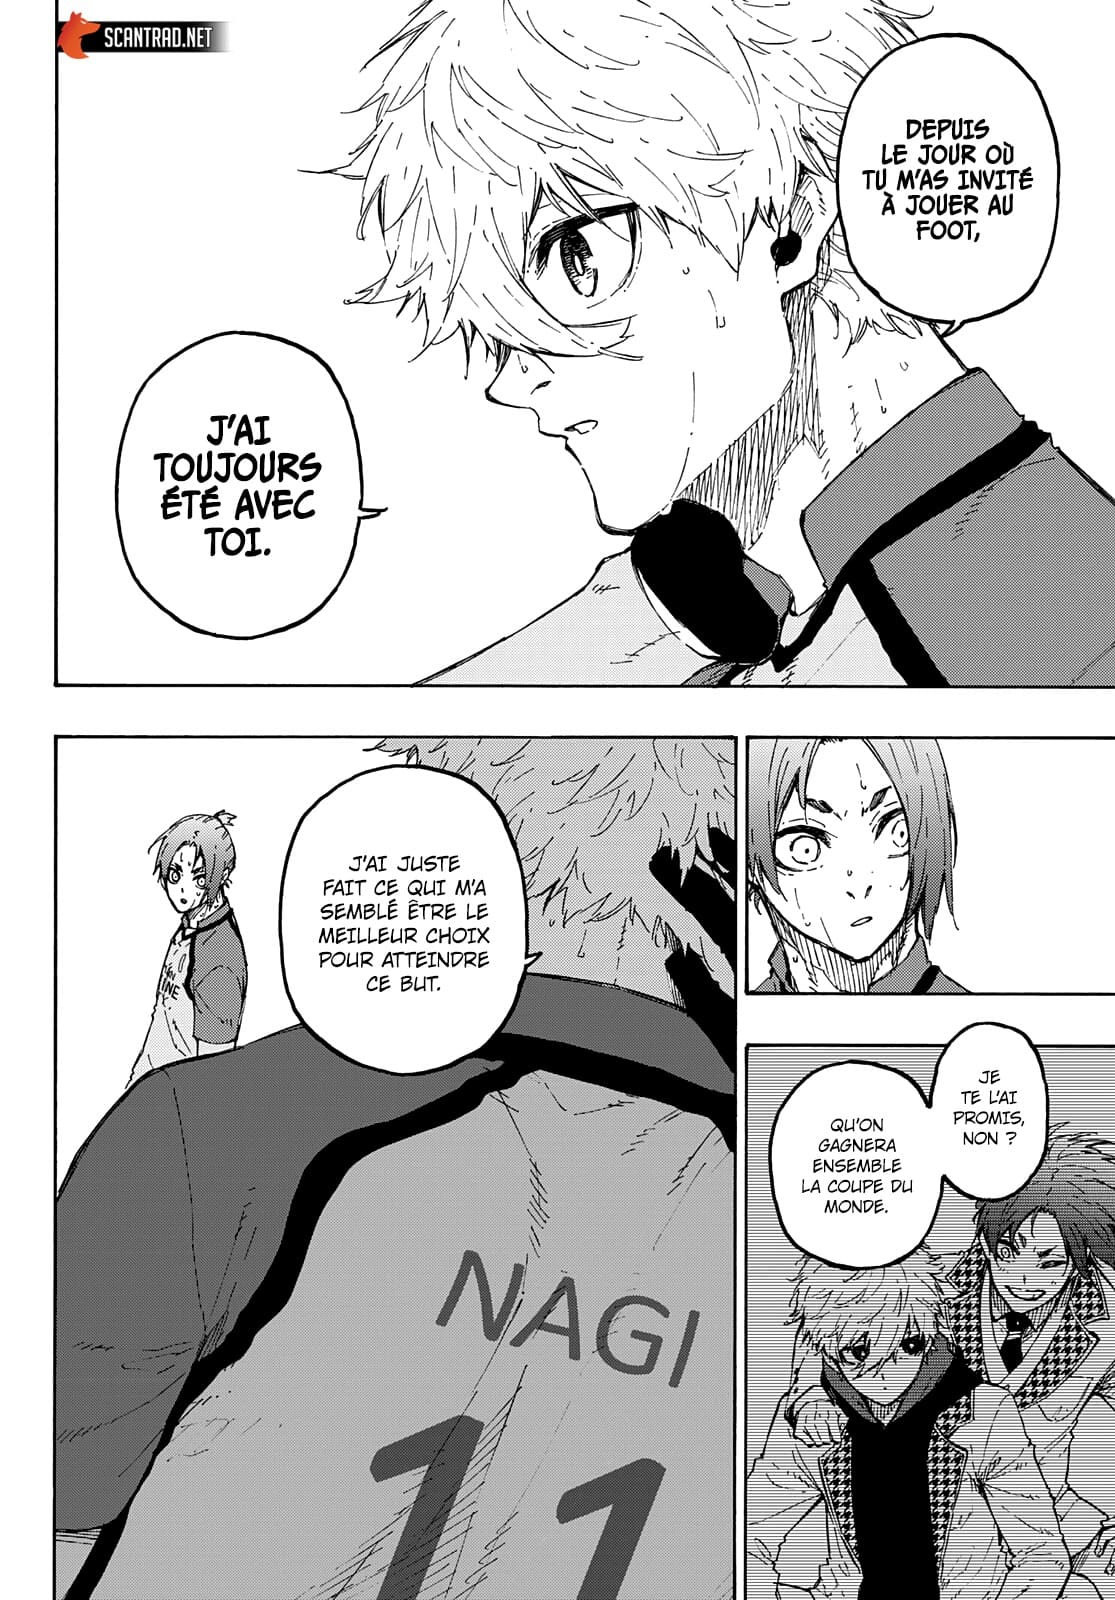 SCANTRAD.NET
DEPUIS
LE JOUR OÙ
TU M'AS INVITÉ
À JOUER AU
FOOT,
J'AI
TOUJOURS
ÉTÉ AVEC
TOI.
J'AI JUSTE
FAIT CE QUI M'A
SEMBLÉ ÊTRE LE
MEILLEUR CHOIX
POUR ATTEINDRE
CE BUT.
NAGI
11
JE
TE L'AI
PROMIS,
NON ?
QU'ON
GAGNERA
ENSEMBLE
LA COUPE DU
MONDE.